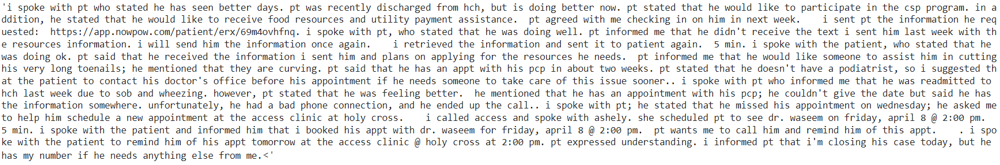 'i spoke with pt who stated he has seen better days. pt was recently discharged from hch, but is doing better now. pt stated that he would like to participate in the csp program. in a
ddition, he stated that he would like to receive food resources and utility payment assistance.  pt agreed with me checking in on him in next week.    i sent pt the information he req
uested:  https://app.nowpow.com/patient/erx/69m4ovhfnq. i spoke with pt, who stated that he was doing well. pt informed me that he didn't receive the text i sent him last week with th
e resources information. i will send him the information once again.    i retrieved the information and sent it to patient again.  5 min. i spoke with the patient, who stated that he
was doing ok. pt said that he received the information i sent him and plans on applying for the resources he needs.  pt informed me that he would like someone to assist him in cutting
his very long toenails; he mentioned that they are curving. pt said that he has an appt with his pcp in about two weeks. pt stated that he doesn't have a podiatrist, so i suggested th
at the patient to contact his doctor's office before his appointment if he needs someone to take care of this issue sooner.. i spoke with pt who informed me that he was readmitted to
hch last week due to sob and wheezing. however, pt stated that he was feeling better.  he mentioned that he has an appointment with his pcp; he couldn't give the date but said he has
the information somewhere. unfortunately, he had a bad phone connection, and he ended up the call.. i spoke with pt; he stated that he missed his appointment on wednesday; he asked me
to help him schedule a new appointment at the access clinic at holy cross.    i called access and spoke with ashely. she scheduled pt to see dr. waseem on friday, april 8 @ 2:00 pm.
5 min. i spoke with the patient and informed him that i booked his appt with dr. waseem for friday, april 8 @ 2:00 pm.  pt wants me to call him and remind him of this appt.    . i spo
ke with the patient to remind him of his appt tomorrow at the access clinic @ holy cross at 2:00 pm. pt expressed understanding. i informed pt that i'm closing his case today, but he
has my number if he needs anything else from me.<'